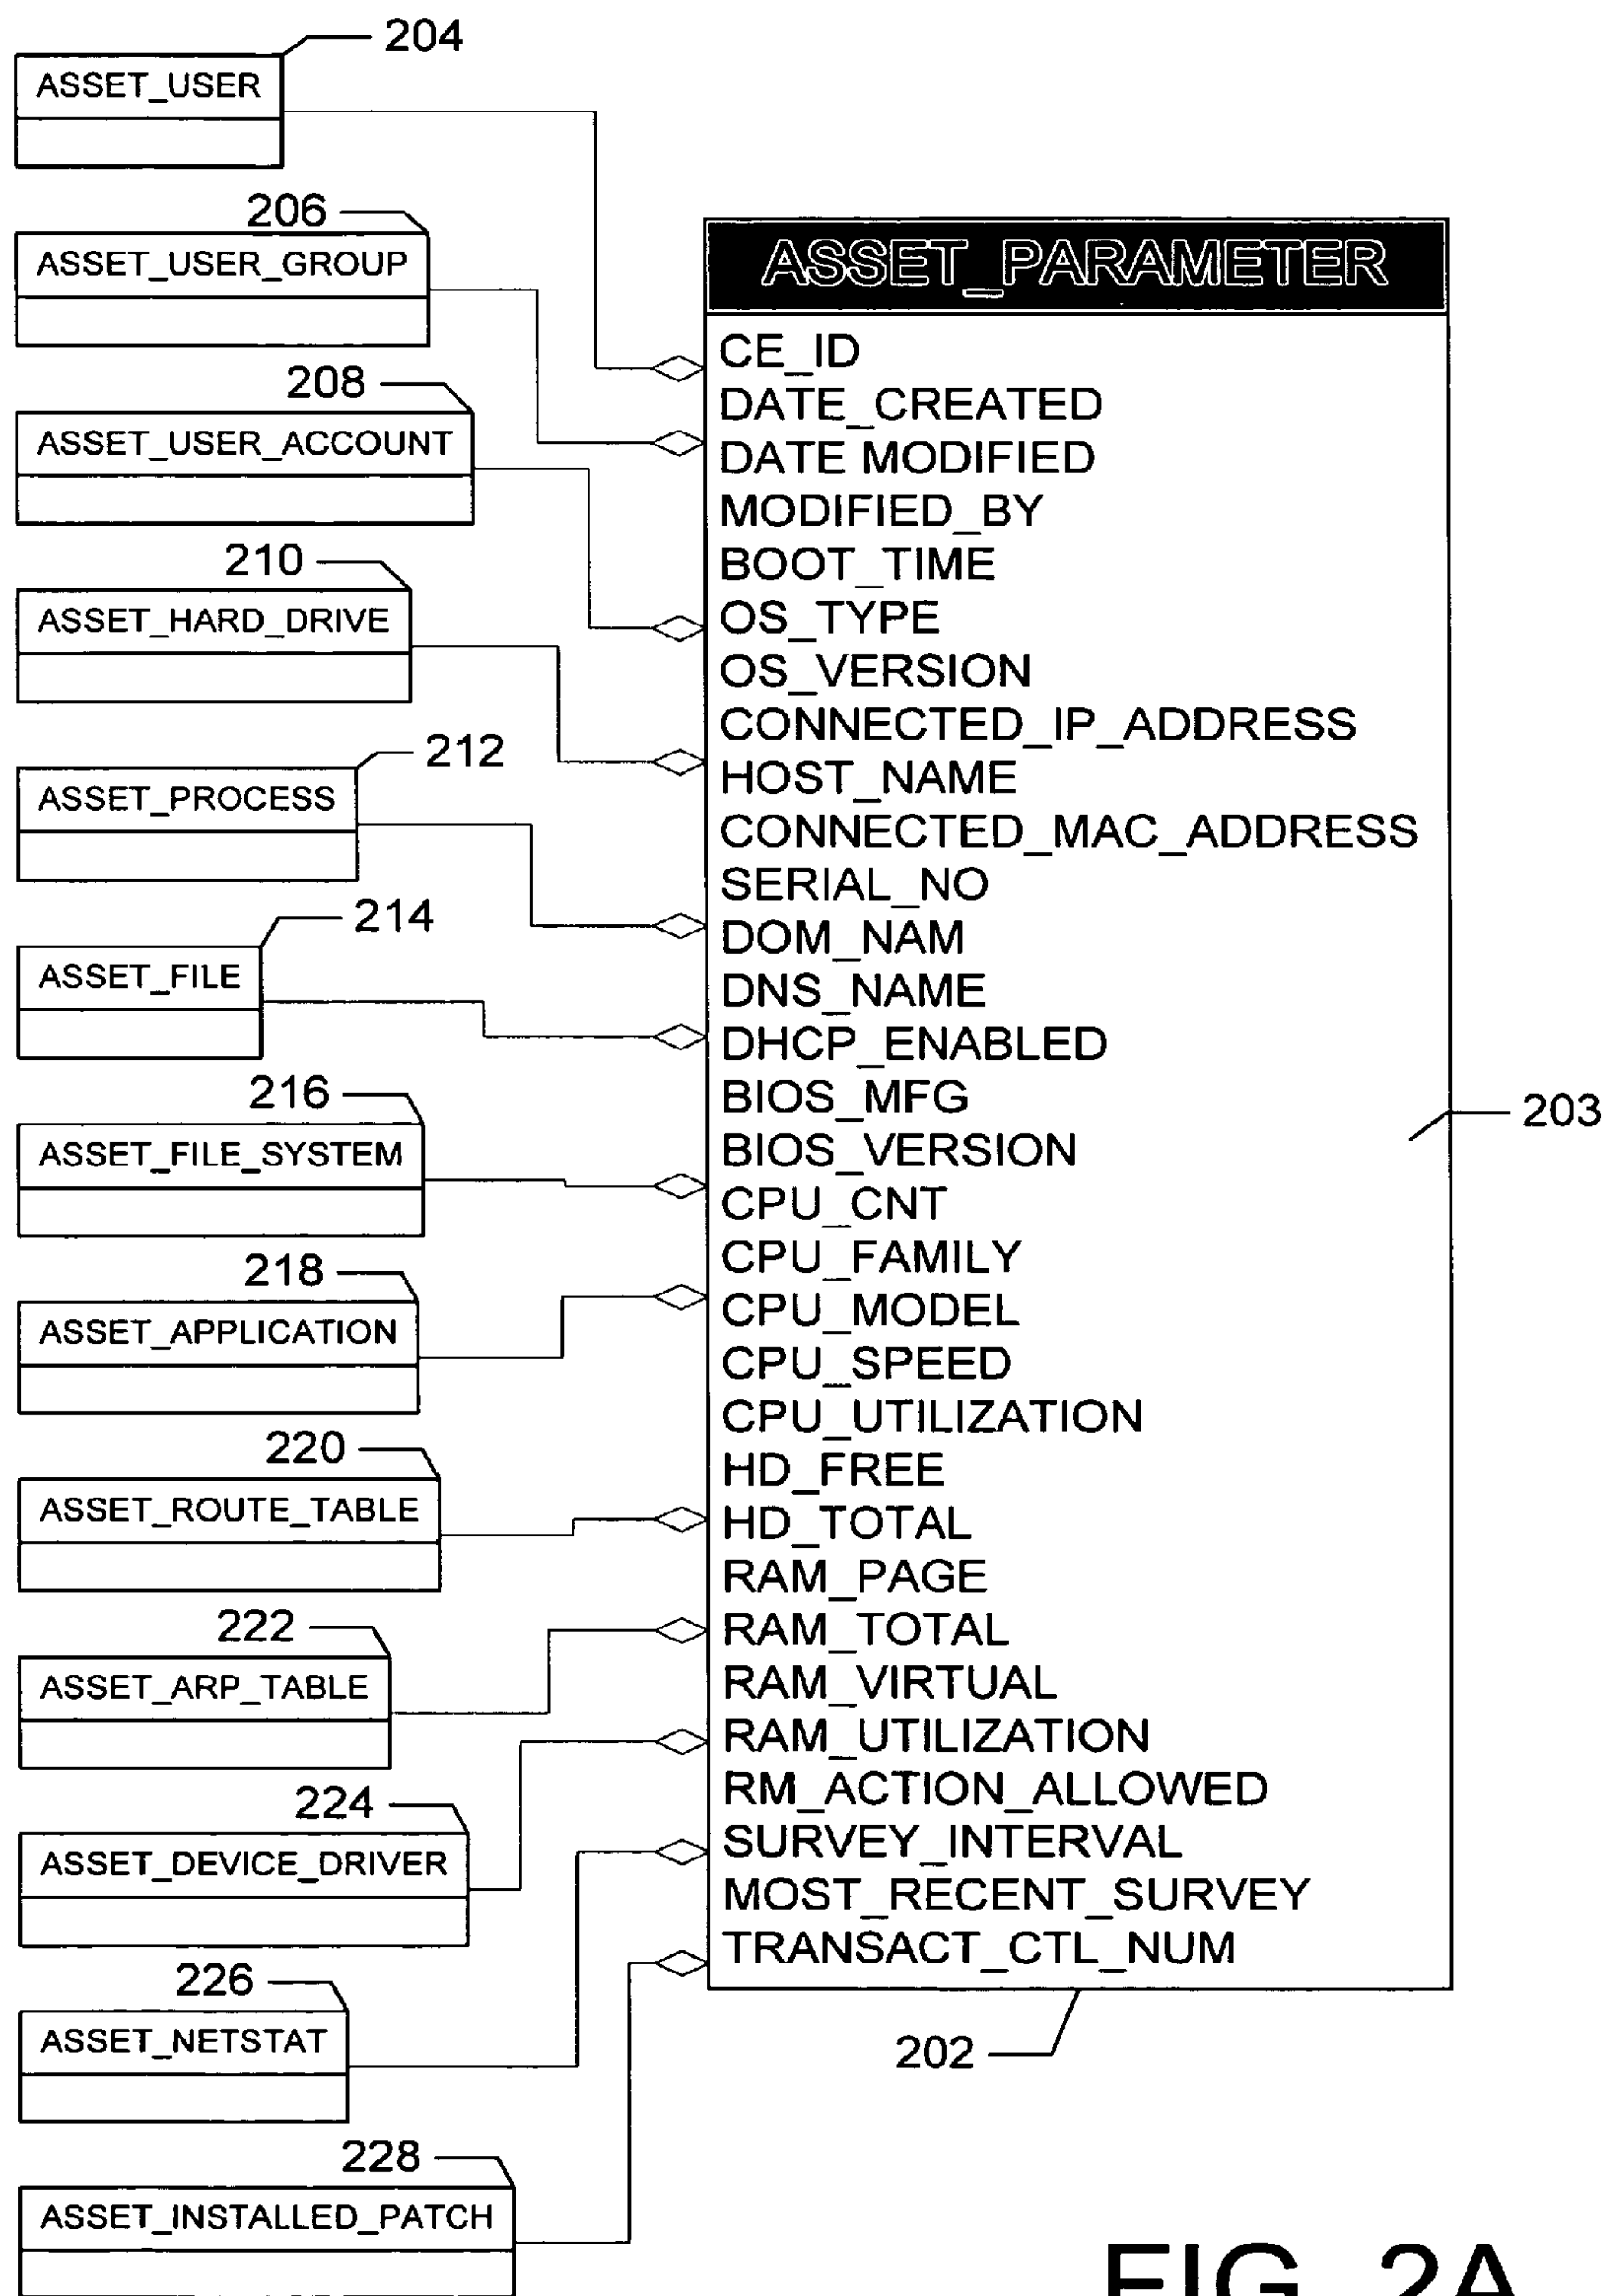 204
ASSET_USER
206
ASSET_USER_GROUP
208
ASSET_USER_ACCOUNT
210
ASSET_HARD_DRIVE
212
ASSET_PROCESS
214
ASSET_FILE
216
ASSET_FILE_SYSTEM
218
ASSET_APPLICATION
220
ASSET_ROUTE_TABLE
222
ASSET_ARP_TABLE
224
ASSET_DEVICE_DRIVER
226
ASSET_NETSTAT
228
ASSET_INSTALLED_PATCH
ASSET_PARAMETER
CE_ID
DATE_CREATED
DATE MODIFIED
MODIFIED_BY
BOOT_TIME
OS_TYPE
OS_VERSION
CONNECTED_IP_ADDRESS
HOST_NAME
CONNECTED_MAC_ADDRESS
SERIAL_NO
DOM_NAM
DNS_NAME
DHCP_ENABLED
BIOS_MFG
BIOS_VERSION
CPU_CNT
CPU_FAMILY
CPU_MODEL
CPU_SPEED
CPU_UTILIZATION
HD_FREE
HD_TOTAL
RAM_PAGE
RAM_TOTAL
RAM_VIRTUAL
RAM_UTILIZATION
RM_ACTION_ALLOWED
SURVEY_INTERVAL
MOST_RECENT_SURVEY
TRANSACT_CTL_NUM
203
202
FIG. 2A